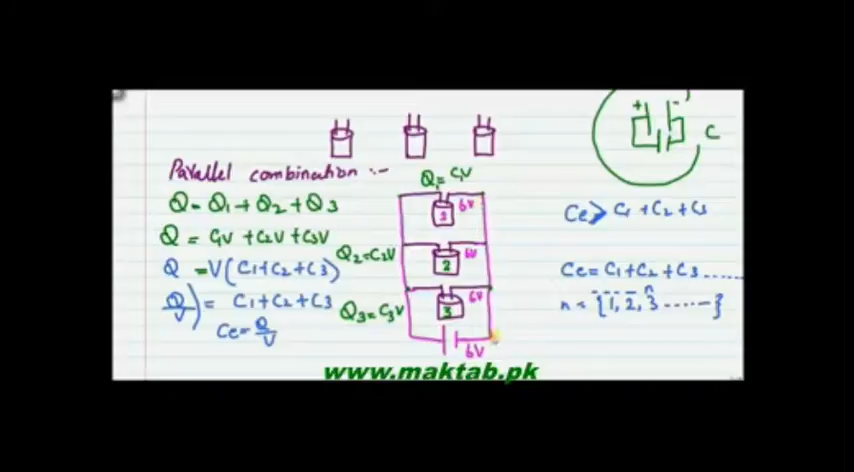 + -
C
Parallel combination :-
Q1 = C1V
Q = Q1 + Q2 + Q3
6V
1
Ce > C1 + C2 + C3
Q = C1V + C2V + C3V
Q2 = C2V
6V
2
Q = V(C1+C2+C3)
Ce = C1 + C2 + C3 ...... n
6V
3
Q/V) = C1+C2+C3
Q3 = C3V
n = {1, 2, 3 ------ }
Ce = Q/V
6V
www.maktab.pk